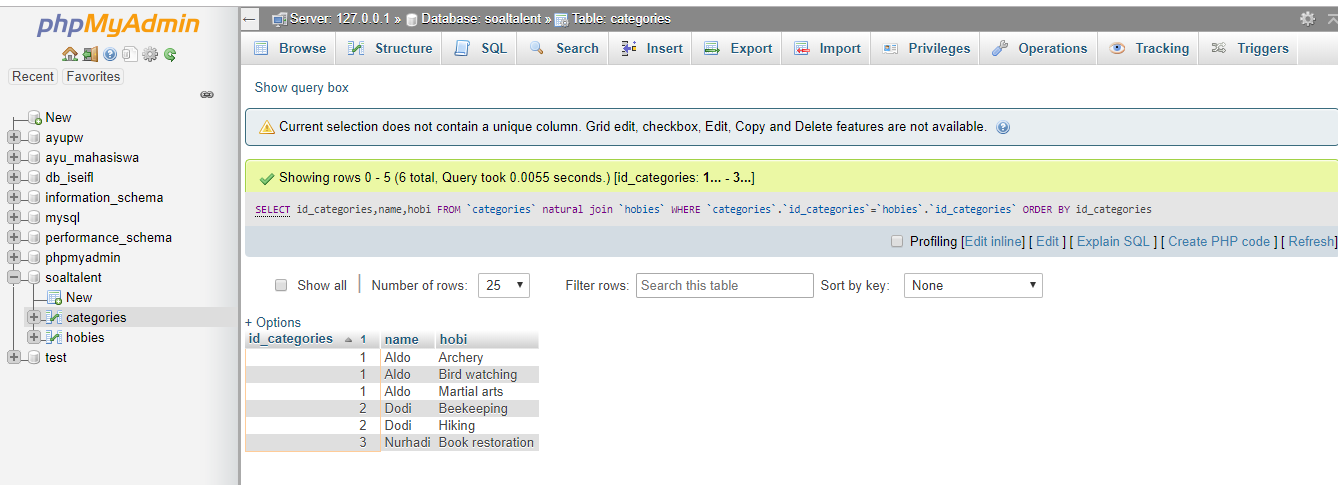 phpMyAdmin
Recent Favorites
New
ayupw
ayu_mahasiswa
db_iseifl
information_schema
mysql
performance_schema
phpmyadmin
soaltalent
New
categories
hobies
test
Server: 127.0.0.1 » Database: soaltalent » Table: categories
Browse Structure SQL Search Insert Export Import Privileges Operations Tracking Triggers
Show query box
Current selection does not contain a unique column. Grid edit, checkbox, Edit, Copy and Delete features are not available.
Showing rows 0 - 5 (6 total, Query took 0.0055 seconds.) [id_categories: 1... - 3...]
SELECT id_categories,name,hobi FROM `categories` natural join `hobies` WHERE `categories`.`id_categories`=`hobies`.`id_categories` ORDER BY id_categories
Profiling [Edit inline] [ Edit ] [ Explain SQL ] [ Create PHP code ] [ Refresh]
Show all | Number of rows: 25 Filter rows: Search this table Sort by key: None
+ Options
id_categories 1 name hobi
1 Aldo Archery
1 Aldo Bird watching
1 Aldo Martial arts
2 Dodi Beekeeping
2 Dodi Hiking
3 Nurhadi Book restoration